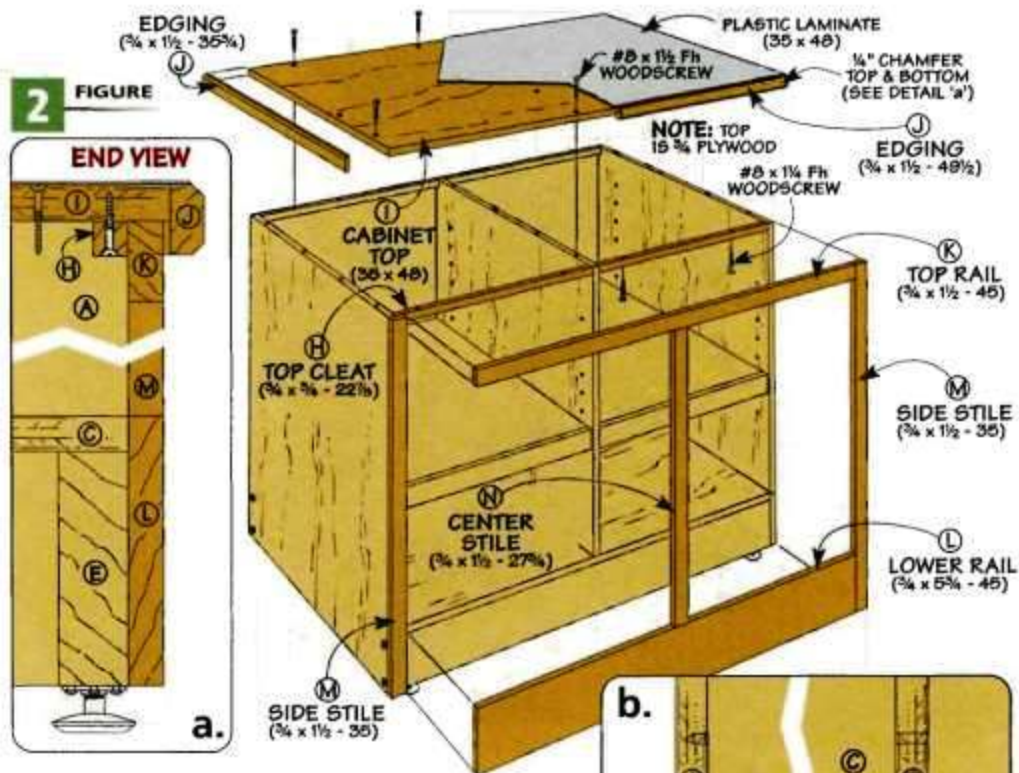 EDGING
(¾ x 1½ - 35¾)
J
2 FIGURE
END VIEW
I
J
H
K
A
M
C
L
E
a.
PLASTIC LAMINATE
(35 x 48)
#8 x 1½ Fh
WOODSCREW
¼" CHAMFER
TOP & BOTTOM
(SEE DETAIL 'a')
NOTE: TOP
IS ¾ PLYWOOD
J
EDGING
(¾ x 1½ - 49½)
#8 x 1¼ Fh
WOODSCREW
I
CABINET
TOP
(35 x 48)
K
TOP RAIL
(¾ x 1½ - 45)
H
TOP CLEAT
(¾ x ¾ - 22⅞)
M
SIDE STILE
(¾ x 1½ - 35)
N
CENTER
STILE
(¾ x 1½ - 27¾)
L
LOWER RAIL
(¾ x 5¾ - 45)
M
SIDE STILE
(¾ x 1½ - 35)
b.
C